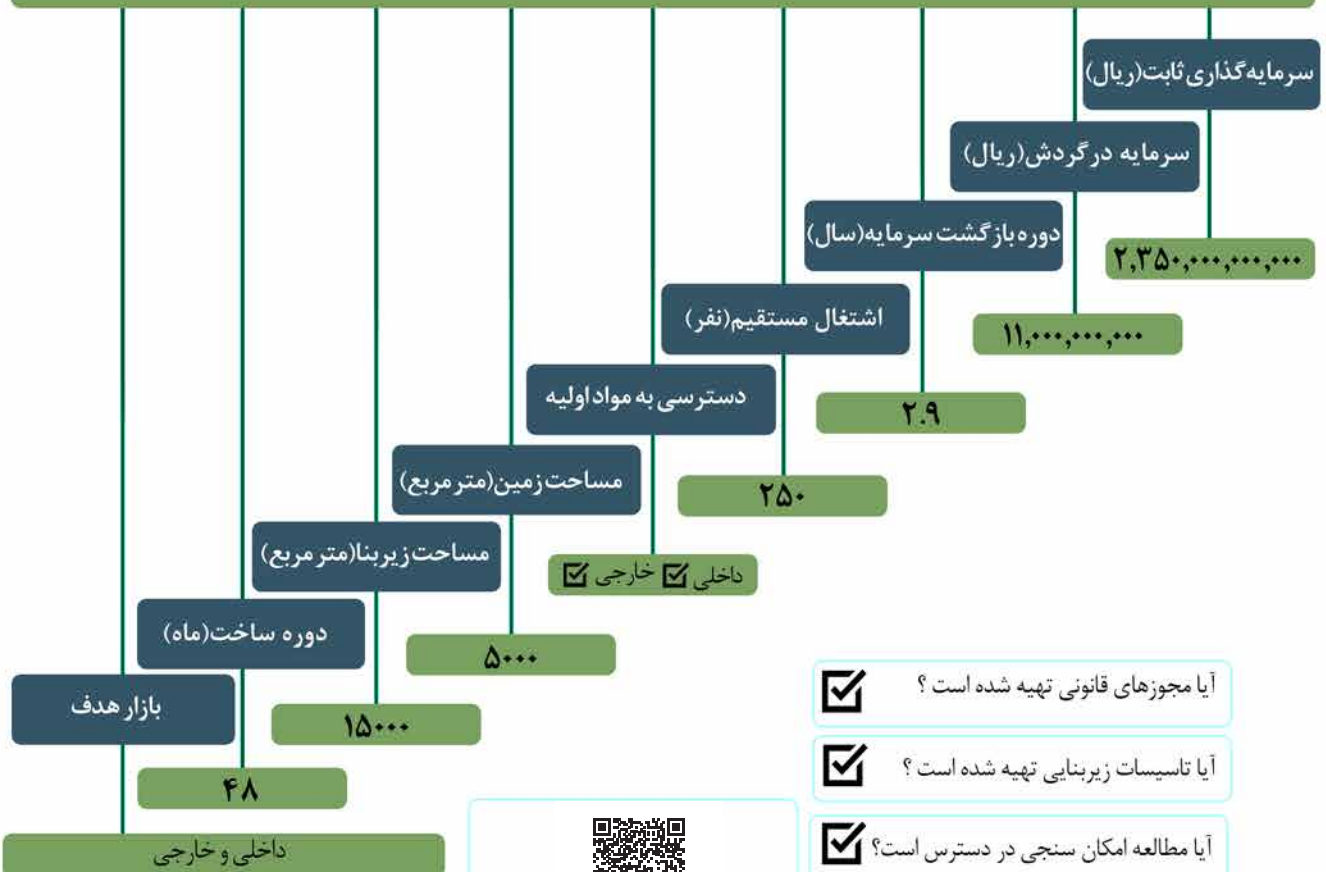 سرمایه‌گذاری ثابت(ریال)
۲,۳۵۰,۰۰۰,۰۰۰,۰۰۰
سرمایه در گردش(ریال)
۱۱,۰۰۰,۰۰۰,۰۰۰
دوره بازگشت سرمایه(سال)
۲.۹
اشتغال مستقیم(نفر)
۲۵۰
دسترسی به مواد اولیه
داخلی ☑ خارجی ☑
مساحت زمین(متر مربع)
۵۰۰۰
مساحت زیربنا(متر مربع)
۱۵۰۰۰
دوره ساخت(ماه)
۴۸
بازار هدف
داخلی و خارجی
آیا مجوزهای قانونی تهیه شده است ؟ ☑
آیا تاسیسات زیربنایی تهیه شده است ؟ ☑
آیا مطالعه امکان سنجی در دسترس است؟ ☑